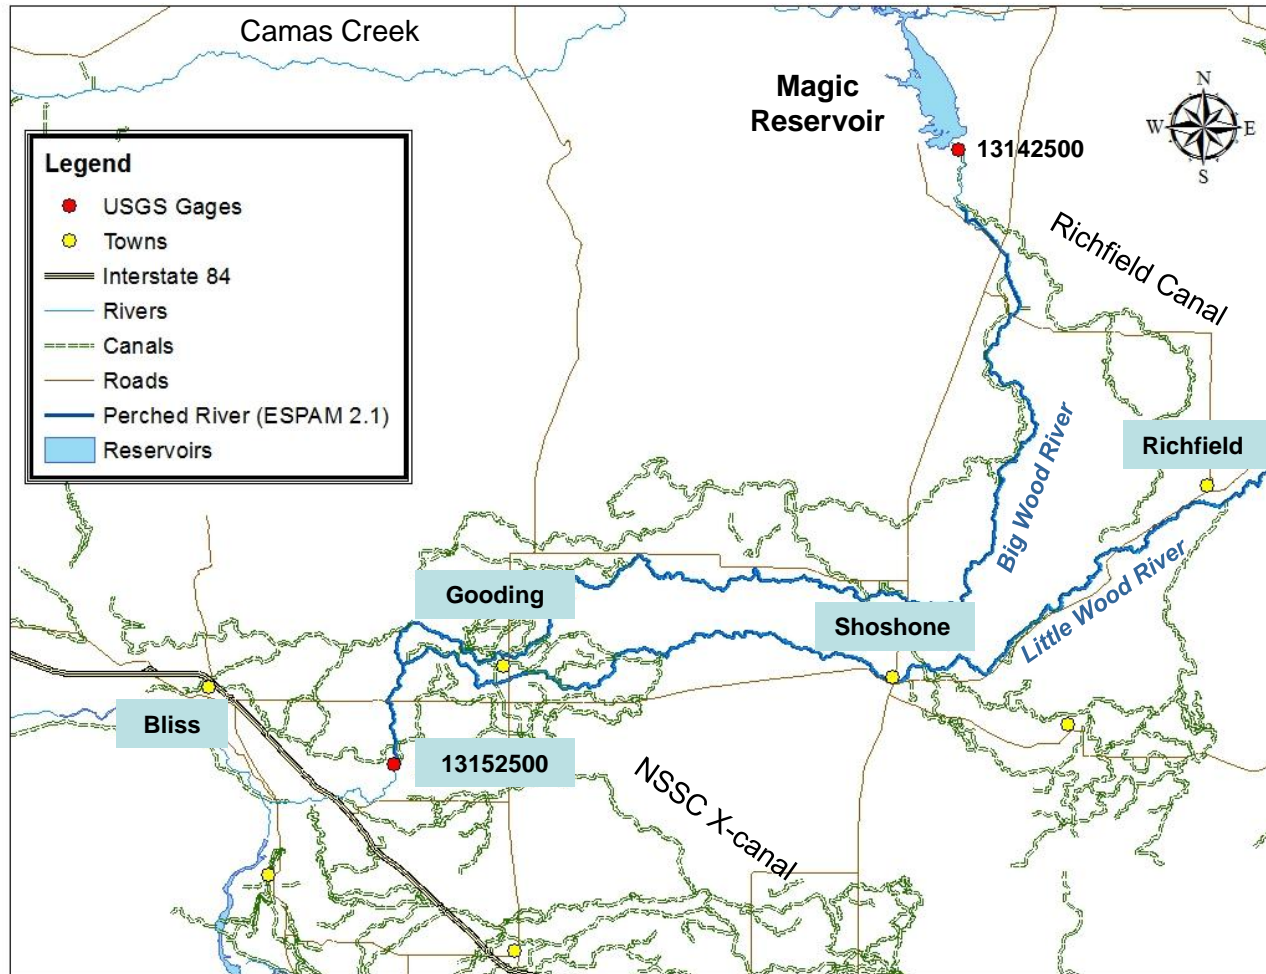 Camas Creek
Magic
Reservoir
N
W
E
S
13142500
Legend
USGS Gages
Towns
Interstate 84
Rivers
Canals
Roads
Perched River (ESPAM 2.1)
Reservoirs
Richfield Canal
Richfield
Big Wood River
Little Wood River
Gooding
Shoshone
Bliss
13152500
NSSC X-canal